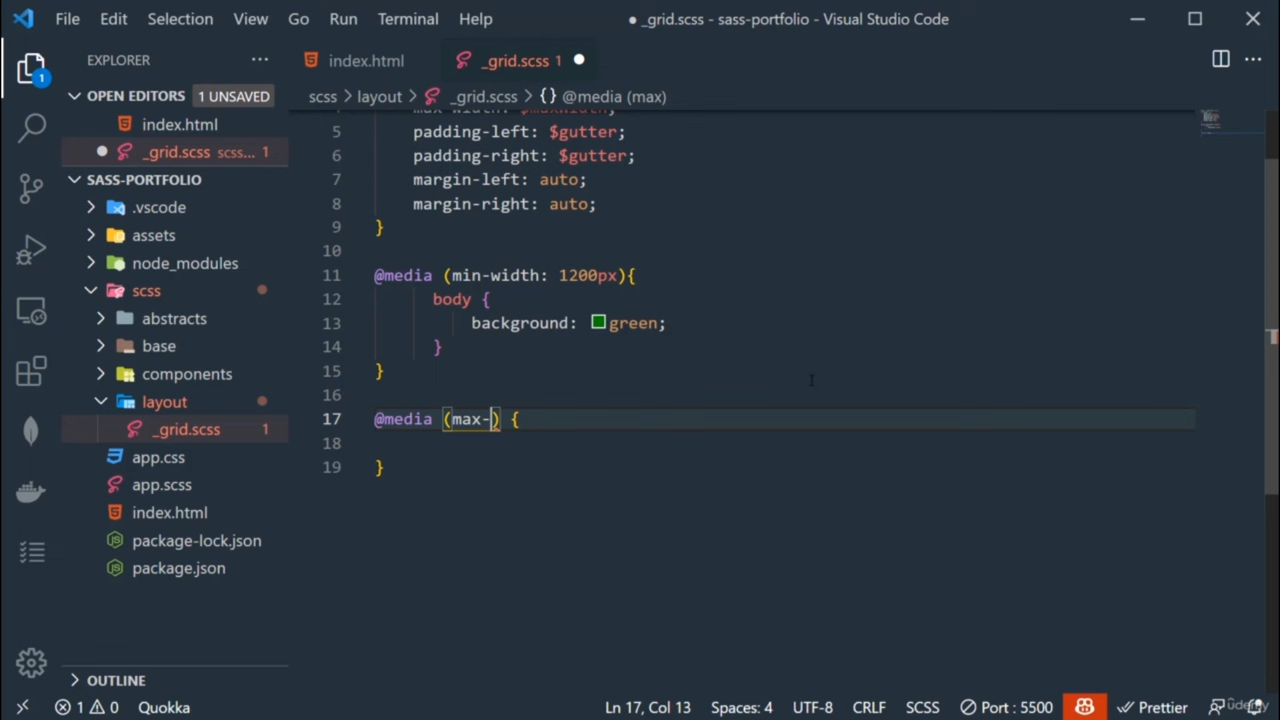 File Edit Selection View Go Run Terminal Help
● _grid.scss - sass-portfolio - Visual Studio Code
EXPLORER
index.html
_grid.scss 1
OPEN EDITORS
1 UNSAVED
index.html
_grid.scss scss... 1
SASS-PORTFOLIO
.vscode
assets
node_modules
scss
abstracts
base
components
layout
_grid.scss 1
app.css
app.scss
index.html
package-lock.json
package.json
OUTLINE
scss > layout > _grid.scss > {} @media (max)
max-width: $maxWidth;
5 padding-left: $gutter;
6 padding-right: $gutter;
7 margin-left: auto;
8 margin-right: auto;
9 }
10
11 @media (min-width: 1200px){
12 body {
13 background: green;
14 }
15 }
16
17 @media (max-) {
18
19 }
1 0 Quokka
Ln 17, Col 13 Spaces: 4 UTF-8 CRLF SCSS Port : 5500 Prettier
1
udemy